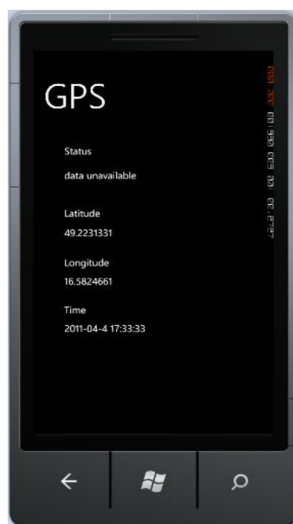 GPS
Status
data unavailable
Latitude
49.2231331
Longitude
16.5824661
Time
2011-04-4 17:33:33